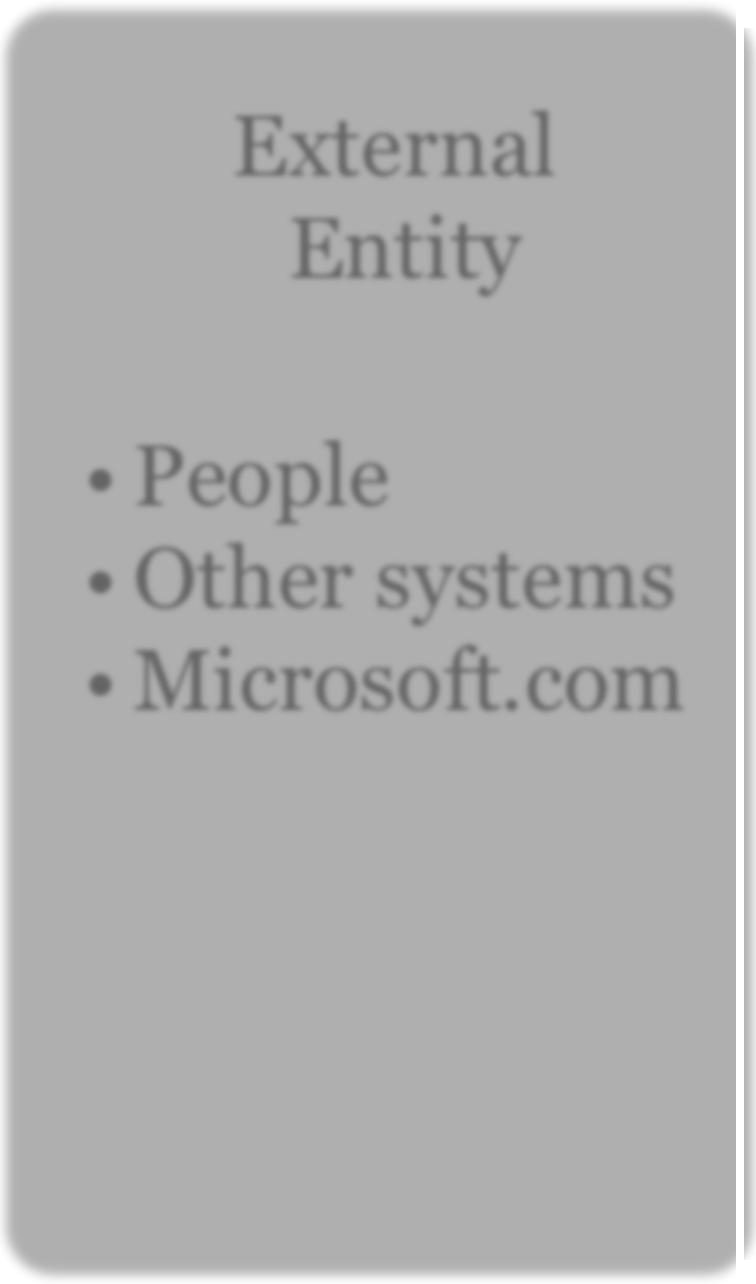 External
Entity
• People
• Other systems
• Microsoft.com